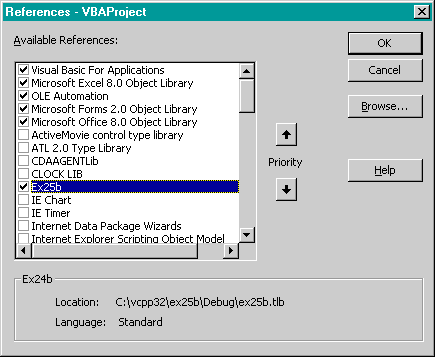 References - VBAProject
Available References:
Visual Basic For Applications
Microsoft Excel 8.0 Object Library
OLE Automation
Microsoft Forms 2.0 Object Library
Microsoft Office 8.0 Object Library
ActiveMovie control type library
ATL 2.0 Type Library
CDAAGENTLib
CLOCK LIB
Ex25b
IE Chart
IE Timer
Internet Data Package Wizards
Internet Explorer Scripting Object Model
Priority
OK
Cancel
Browse...
Help
Ex24b
Location: C:\vcpp32\ex25b\Debug\ex25b.tlb
Language: Standard